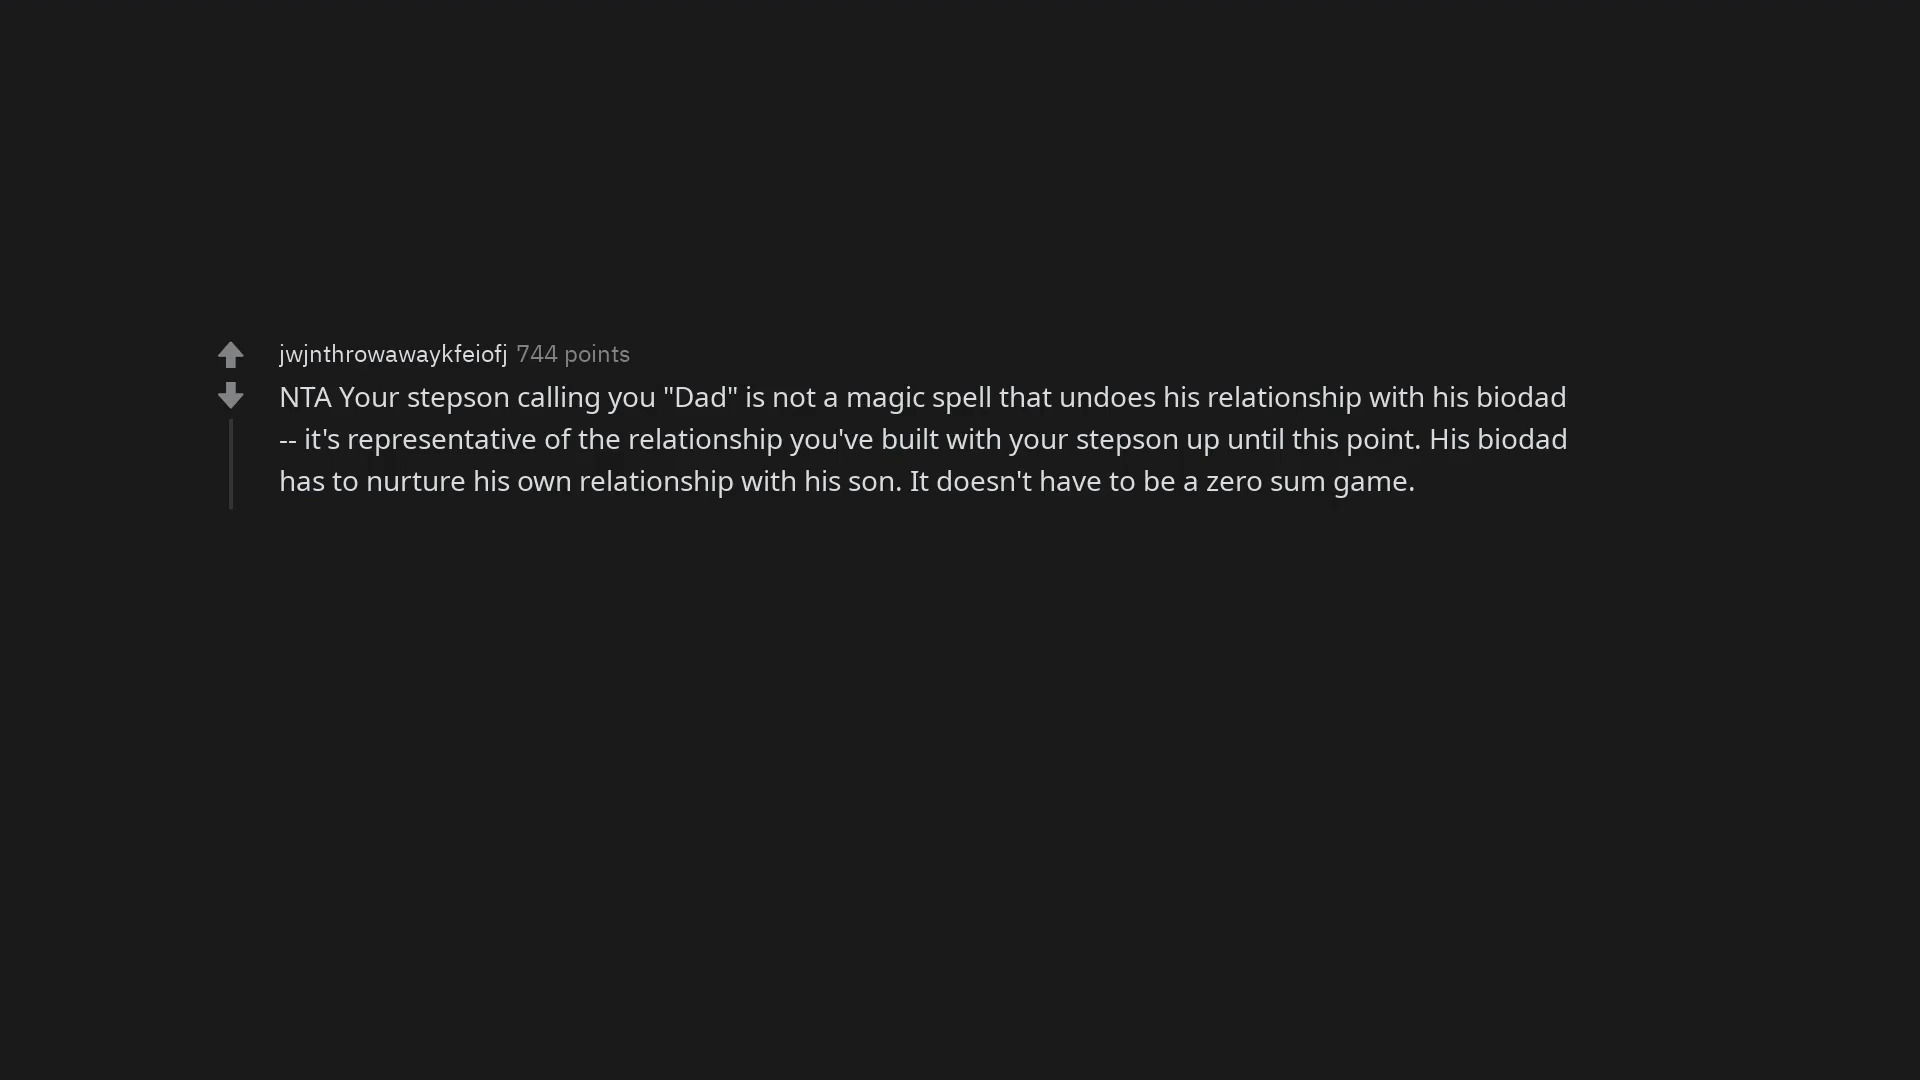 jwjnthrowawaykfeiofj 744 points
NTA Your stepson calling you "Dad" is not a magic spell that undoes his relationship with his biodad
-- it's representative of the relationship you've built with your stepson up until this point. His biodad
has to nurture his own relationship with his son. It doesn't have to be a zero sum game.